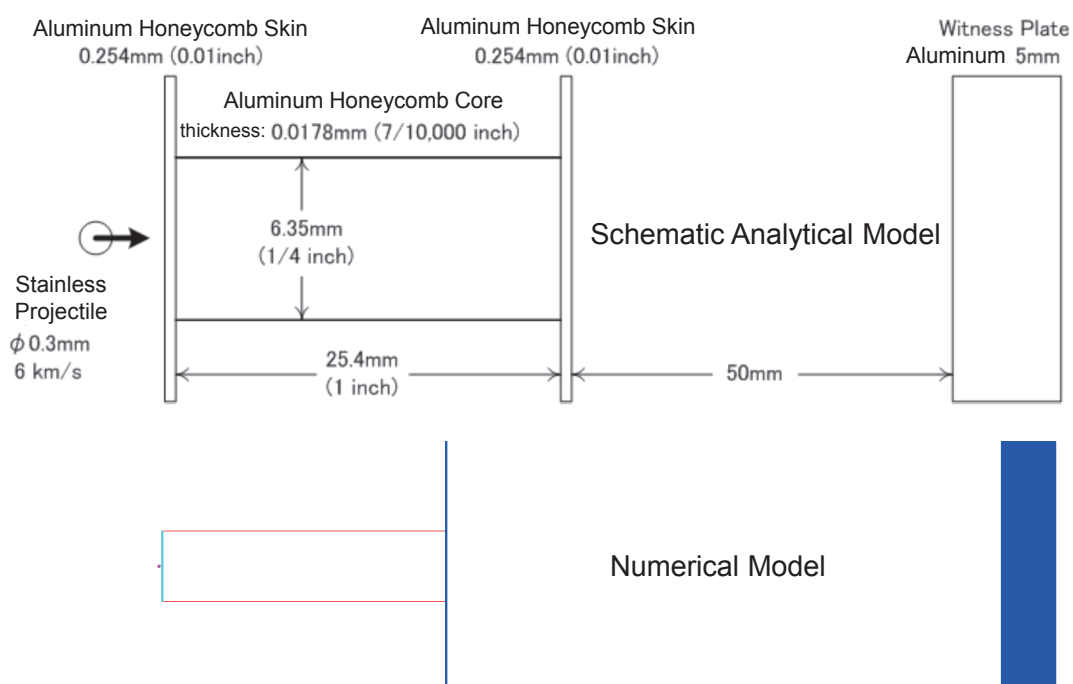 Aluminum Honeycomb Skin
0.254mm (0.01inch)
Aluminum Honeycomb Skin
0.254mm (0.01inch)
Witness Plate
Aluminum 5mm
Aluminum Honeycomb Core
thickness: 0.0178mm (7/10,000 inch)
6.35mm
(1/4 inch)
Schematic Analytical Model
Stainless
Projectile
ϕ 0.3mm
6 km/s
25.4mm
(1 inch)
50mm
Numerical Model